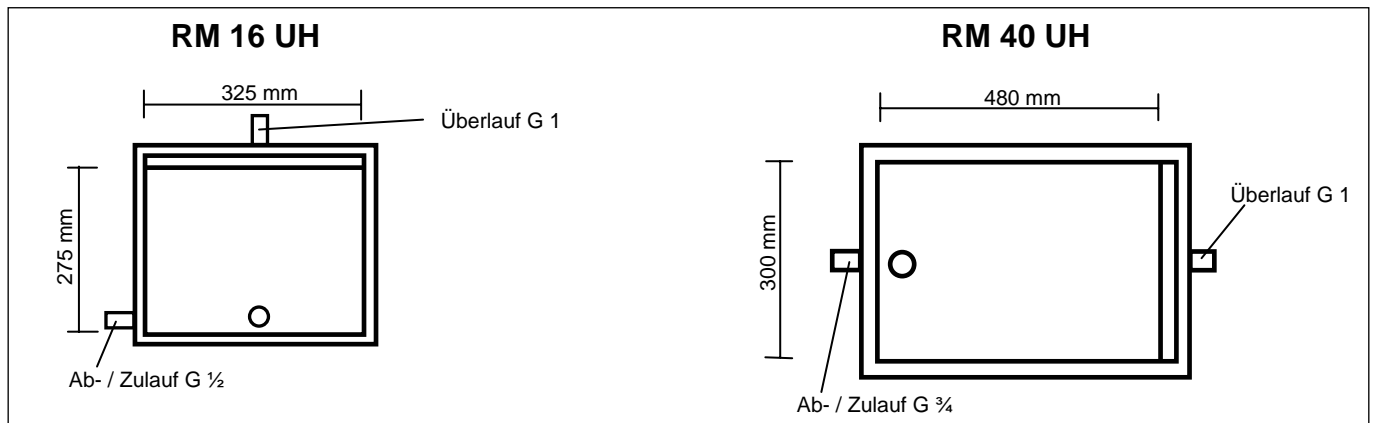 RM 16 UH
325 mm
Überlauf G 1
275 mm
Ab- / Zulauf G ½
RM 40 UH
480 mm
Überlauf G 1
300 mm
Ab- / Zulauf G ¾